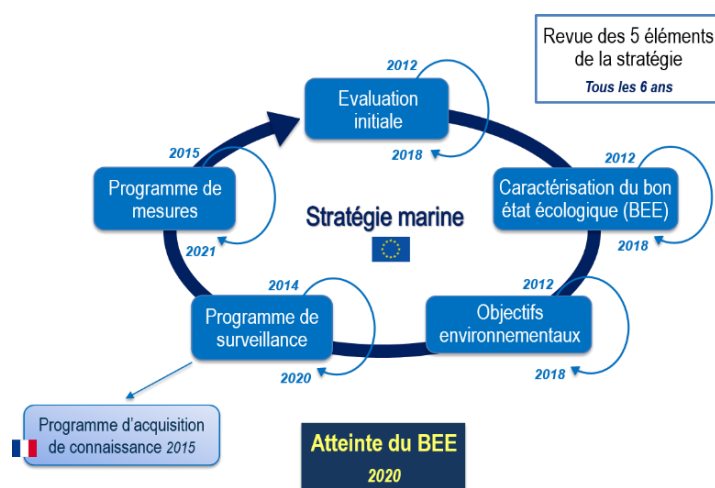 Revue des 5 éléments
de la stratégie
Tous les 6 ans
2012
Evaluation
initiale
2018
2012
Caractérisation du bon
état écologique (BEE)
2018
2012
Objectifs
environnementaux
2018
2014
Programme de
surveillance
2020
2015
Programme de
mesures
2021
Stratégie marine
Programme d'acquisition
de connaissance 2015
Atteinte du BEE
2020